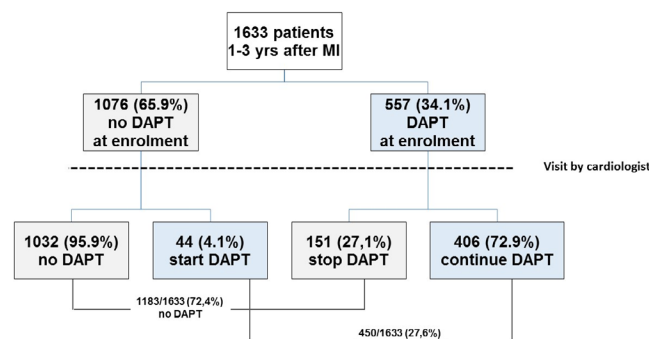 1633 patients
1-3 yrs after MI
1076 (65.9%)
no DAPT
at enrolment
557 (34.1%)
DAPT
at enrolment
Visit by cardiologist
1032 (95.9%)
no DAPT
44 (4.1%)
start DAPT
151 (27,1%)
stop DAPT
406 (72.9%)
continue DAPT
1183/1633 (72,4%)
no DAPT
450/1633 (27,6%)